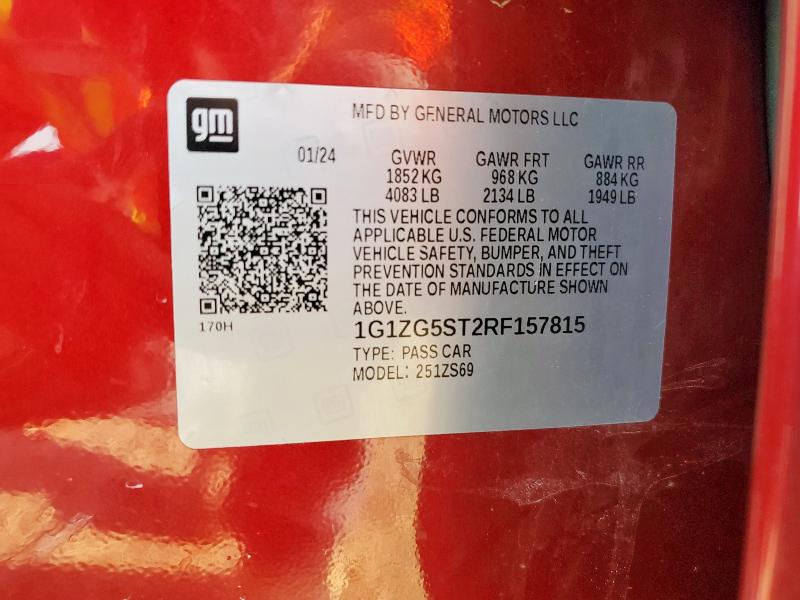 gm
MFD BY GENERAL MOTORS LLC
01/24 GVWR GAWR FRT GAWR RR
1852 KG 968 KG 884 KG
4083 LB 2134 LB 1949 LB
THIS VEHICLE CONFORMS TO ALL
APPLICABLE U.S. FEDERAL MOTOR
VEHICLE SAFETY, BUMPER, AND THEFT
PREVENTION STANDARDS IN EFFECT ON
THE DATE OF MANUFACTURE SHOWN
ABOVE.
170H
1G1ZG5ST2RF157815
TYPE: PASS CAR
MODEL: 251ZS69